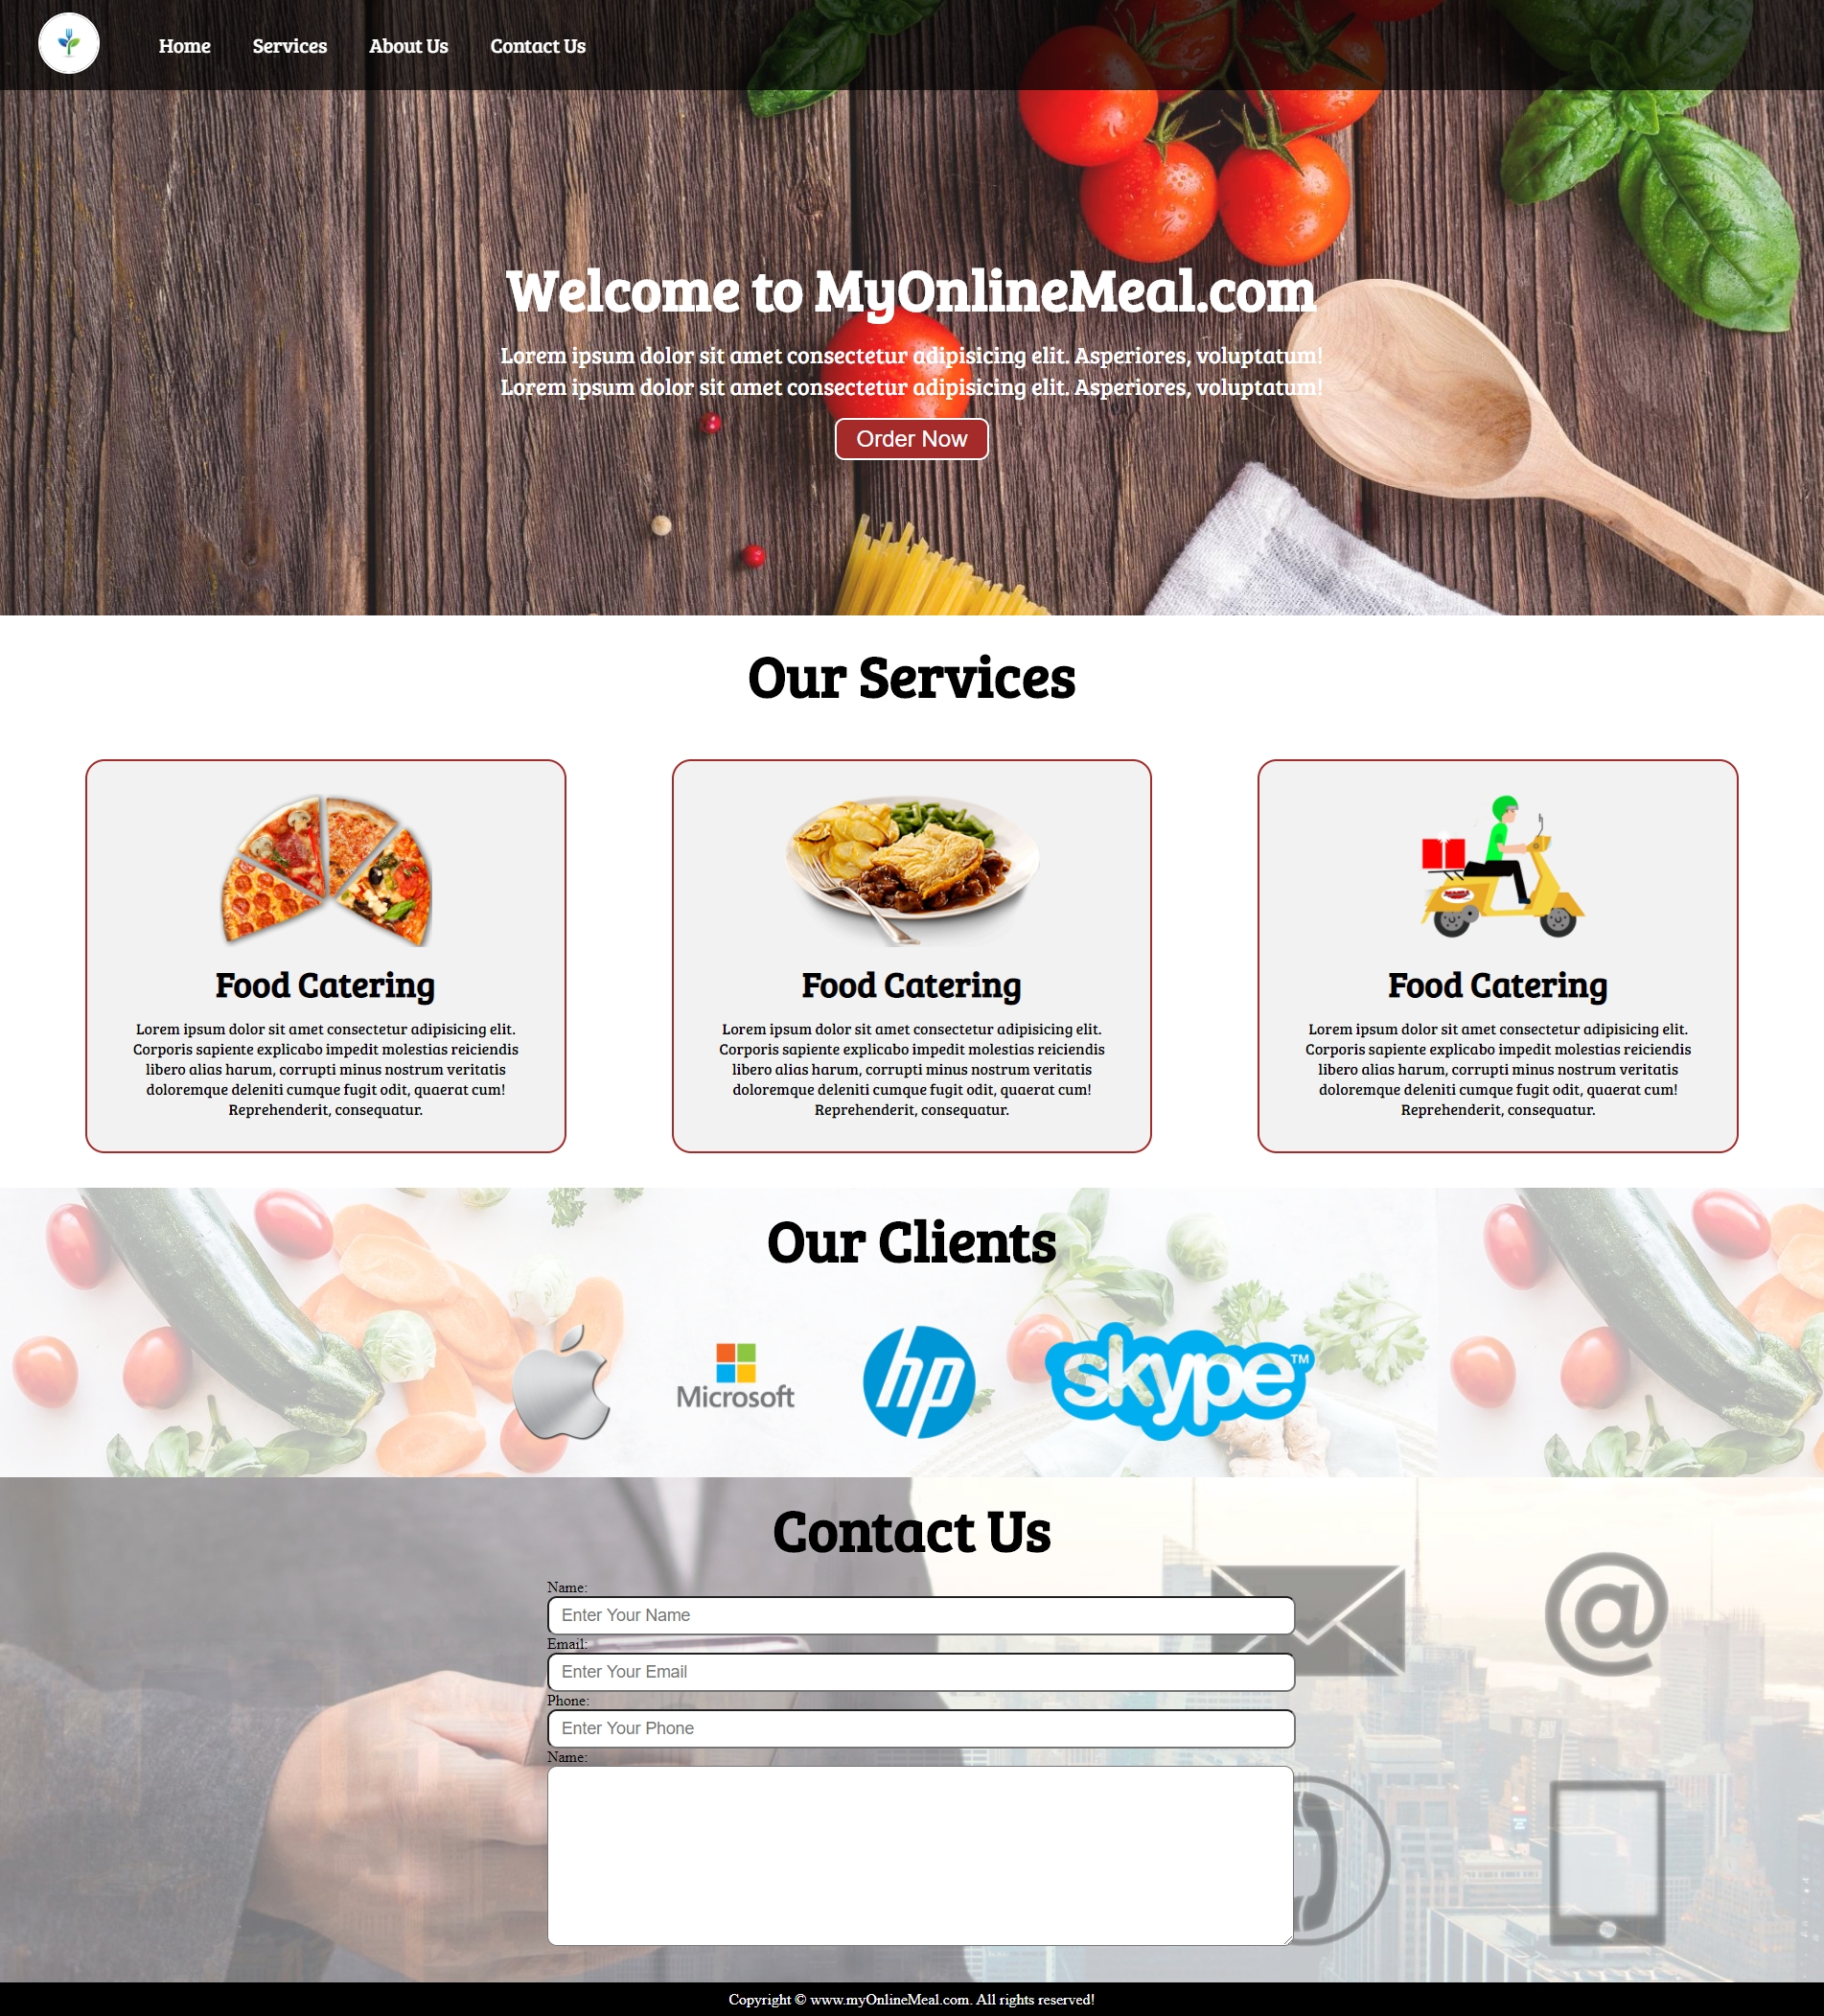 Home Services About Us Contact Us
Welcome to MyOnlineMeal.com
Lorem ipsum dolor sit amet consectetur adipisicing elit. Asperiores, voluptatum!
Lorem ipsum dolor sit amet consectetur adipisicing elit. Asperiores, voluptatum!
Order Now
Our Services
Food Catering
Lorem ipsum dolor sit amet consectetur adipisicing elit.
Corporis sapiente explicabo impedit molestias reiciendis
libero alias harum, corrupti minus nostrum veritatis
doloremque deleniti cumque fugit odit, quaerat cum!
Reprehenderit, consequatur.
Food Catering
Lorem ipsum dolor sit amet consectetur adipisicing elit.
Corporis sapiente explicabo impedit molestias reiciendis
libero alias harum, corrupti minus nostrum veritatis
doloremque deleniti cumque fugit odit, quaerat cum!
Reprehenderit, consequatur.
Food Catering
Lorem ipsum dolor sit amet consectetur adipisicing elit.
Corporis sapiente explicabo impedit molestias reiciendis
libero alias harum, corrupti minus nostrum veritatis
doloremque deleniti cumque fugit odit, quaerat cum!
Reprehenderit, consequatur.
Our Clients
Microsoft
hp
skype™
Contact Us
Name:
Enter Your Name
Email:
Enter Your Email
Phone:
Enter Your Phone
Name:
@
Copyright © www.myOnlineMeal.com. All rights reserved!